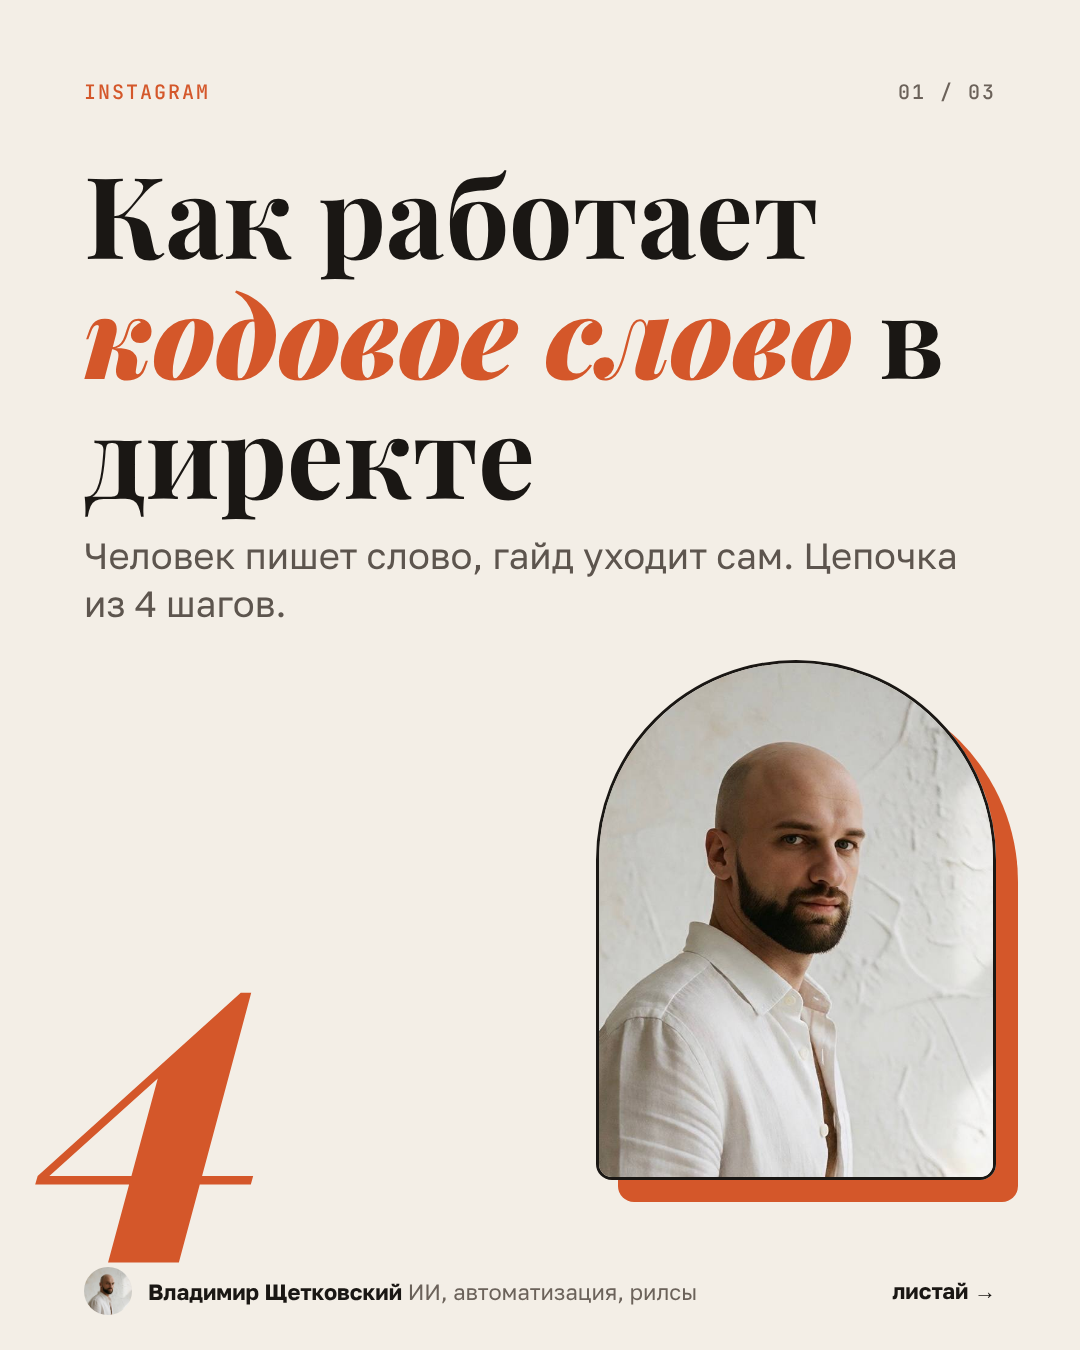 INSTAGRAM
01 / 03
Как работает
кодовое слово в
директе
Человек пишет слово, гайд уходит сам. Цепочка
из 4 шагов.
4
Владимир Щетковский ИИ, автоматизация, рилсы
листай →